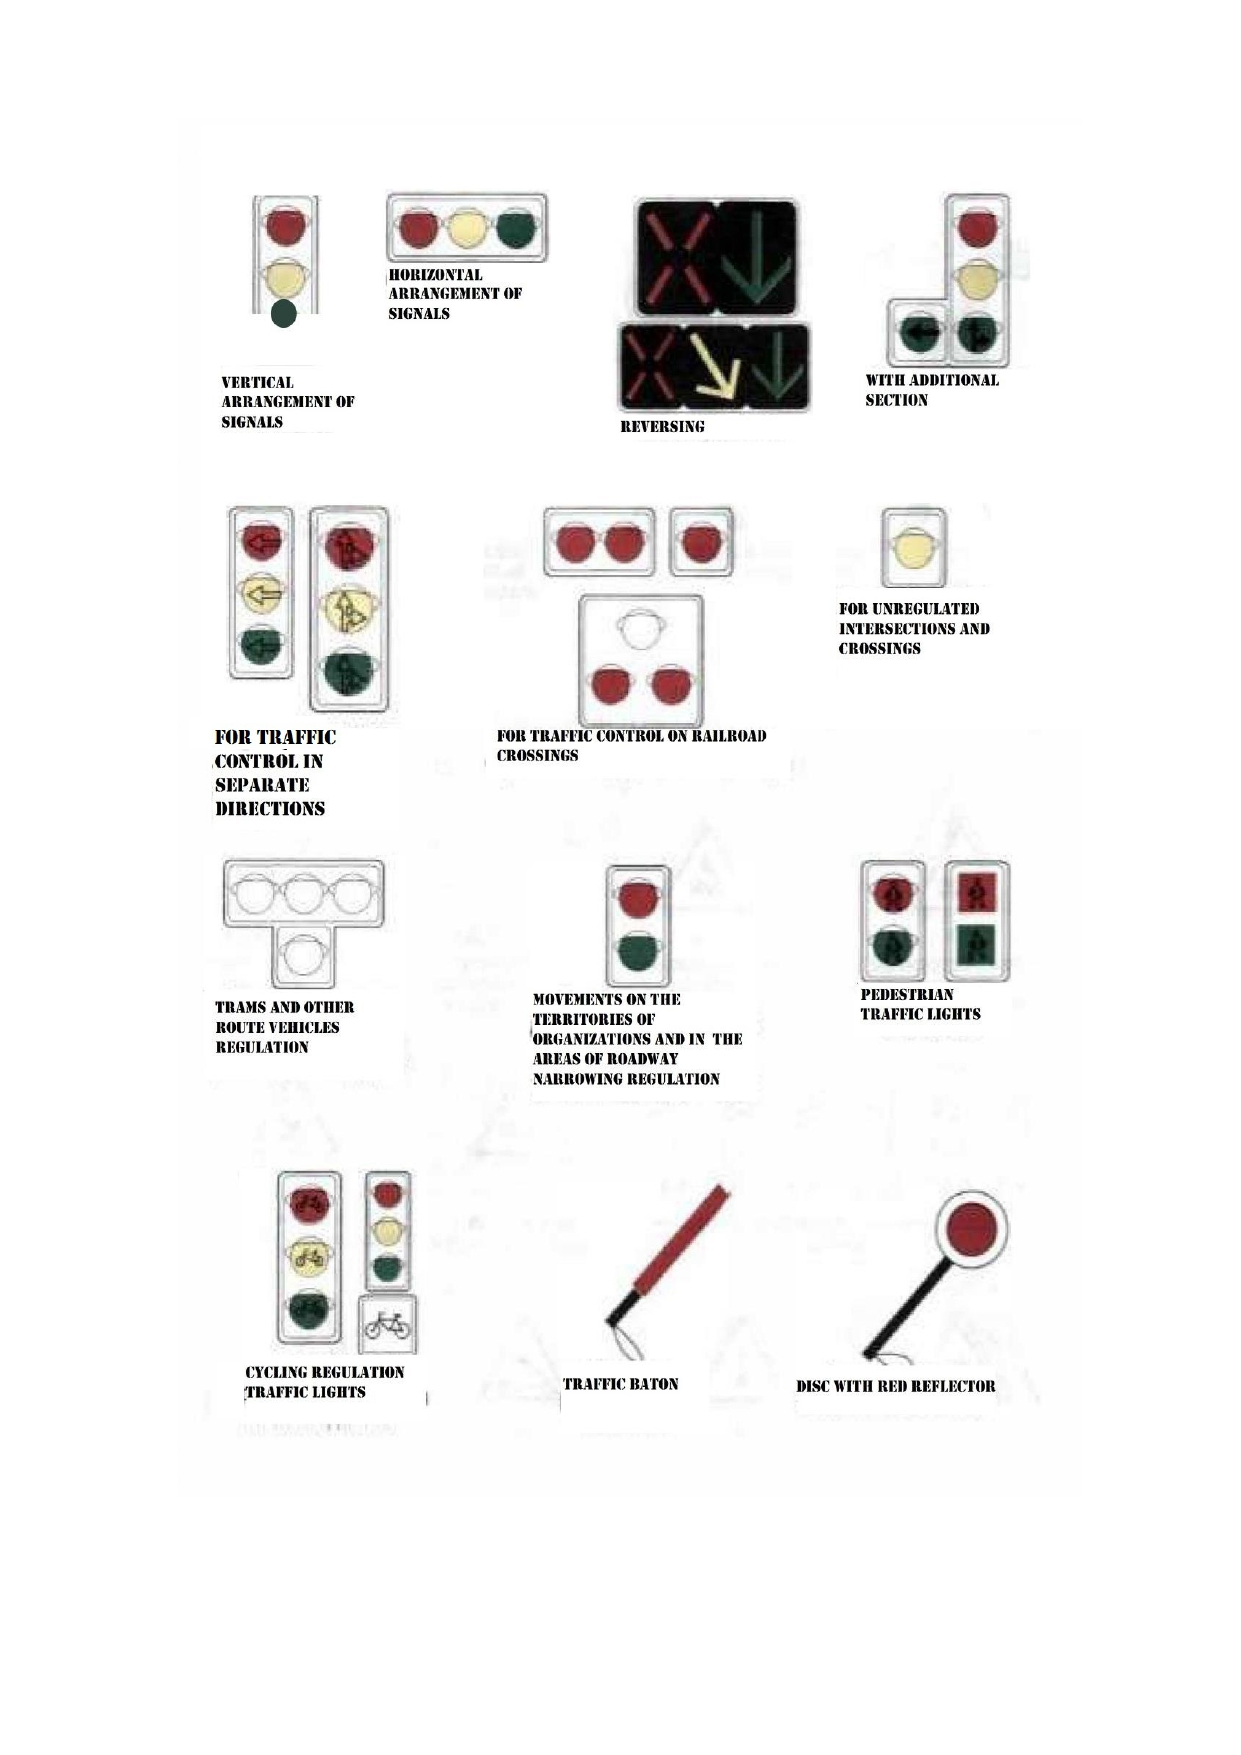 HORIZONTAL
ARRANGEMENT OF
SIGNALS
VERTICAL
ARRANGEMENT OF
SIGNALS
REVERSING
WITH ADDITIONAL
SECTION
FOR TRAFFIC
CONTROL IN
SEPARATE
DIRECTIONS
FOR TRAFFIC CONTROL ON RAILROAD
CROSSINGS
FOR UNREGULATED
INTERSECTIONS AND
CROSSINGS
TRAMS AND OTHER
ROUTE VEHICLES
REGULATION
MOVEMENTS ON THE
TERRITORIES OF
ORGANIZATIONS AND IN THE
AREAS OF ROADWAY
NARROWING REGULATION
PEDESTRIAN
TRAFFIC LIGHTS
CYCLING REGULATION
TRAFFIC LIGHTS
TRAFFIC BATON
DISC WITH RED REFLECTOR